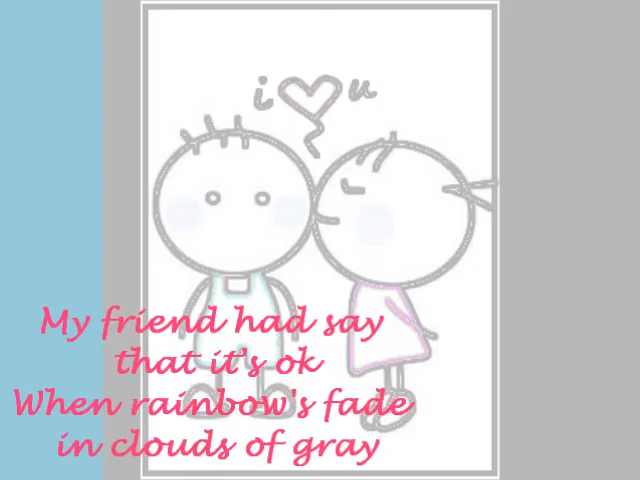 i ♥ u
My friend had say
that it's ok
When rainbow's fade
in clouds of gray